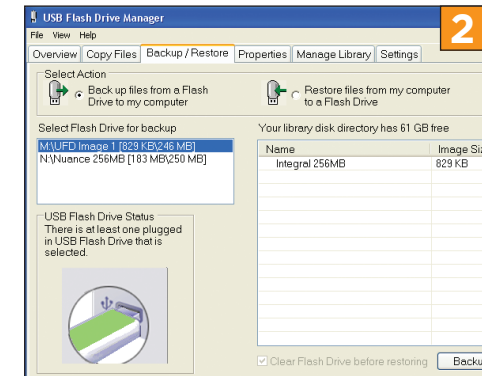 USB Flash Drive Manager
2
File View Help
Overview Copy Files Backup / Restore Properties Manage Library Settings
Select Action
Back up files from a Flash
Drive to my computer
Restore files from my computer
to a Flash Drive
Select Flash Drive for backup
Your library disk directory has 61 GB free
M:\UFD Image 1 [829 KB\246 MB]
N:\Nuance 256MB [183 MB\250 MB]
Name Image Siz
Integral 256MB 829 KB
USB Flash Drive Status
There is at least one plugged
in USB Flash Drive that is
selected.
Clear Flash Drive before restoring
Backu